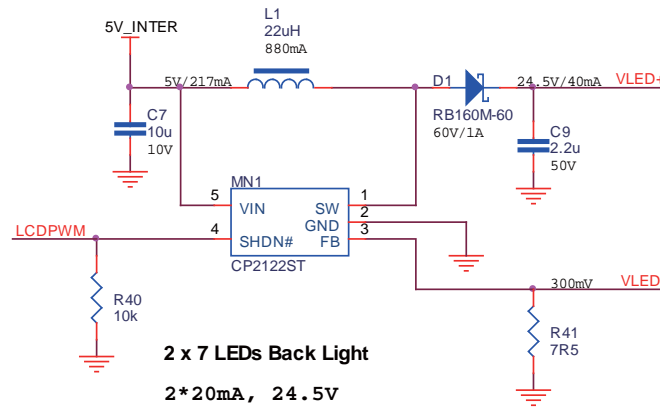 L1
22uH
880mA
5V_INTER
5V/217mA
D1
24.5V/40mA
VLED+
RB160M-60
60V/1A
C7
10u
10V
C9
2.2u
50V
MN1
5
VIN
SW
1
GND
2
LCDPWM
4
SHDN#
FB
3
CP2122ST
300mV
VLED
R40
10k
R41
7R5
2 x 7 LEDs Back Light
2*20mA, 24.5V